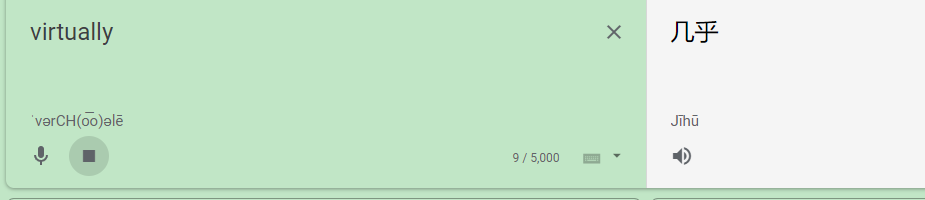 virtually
几乎
ˈvərCH(o͞o)əlē
Jīhū
9 / 5,000